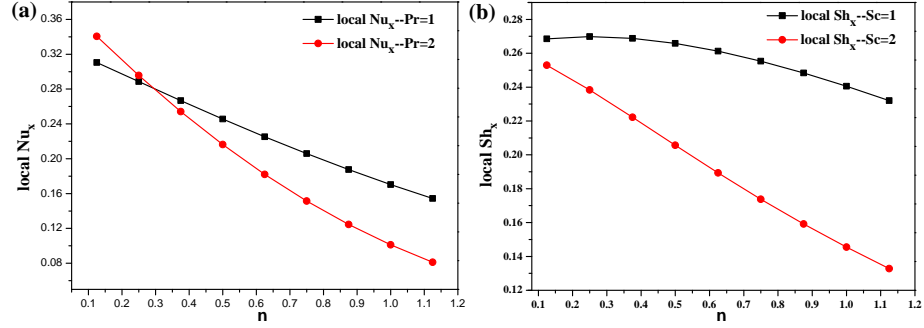 (a)
local Nuₓ--Pr=1
local Nuₓ--Pr=2
0.36
0.32
0.28
0.24
0.20
0.16
0.12
0.08
local Nuₓ
0.1 0.2 0.3 0.4 0.5 0.6 0.7 0.8 0.9 1.0 1.1 1.2
n
(b)
local Shₓ--Sc=1
local Shₓ--Sc=2
0.28
0.26
0.24
0.22
0.20
0.18
0.16
0.14
0.12
local Shₓ
0.1 0.2 0.3 0.4 0.5 0.6 0.7 0.8 0.9 1.0 1.1 1.2
n